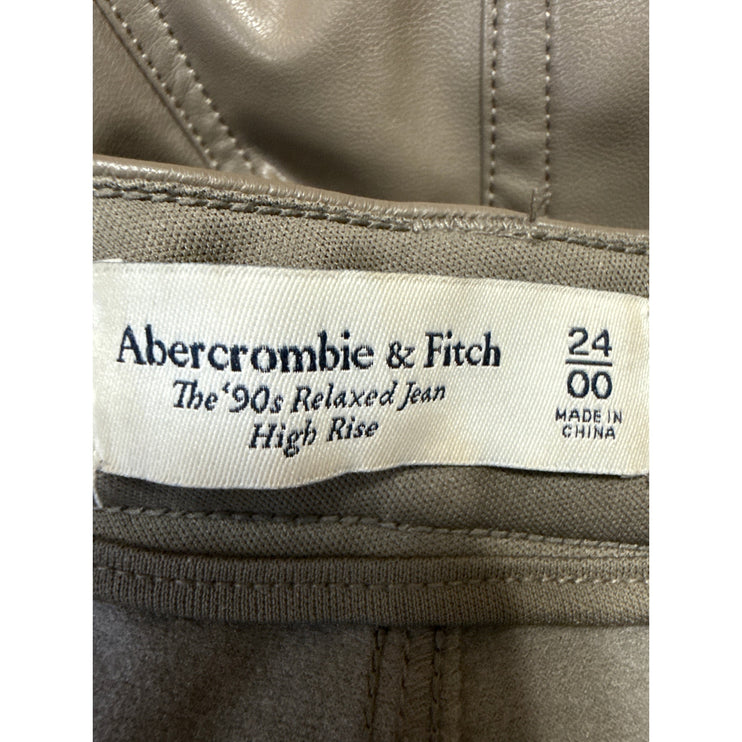 Abercrombie & Fitch
The '90s Relaxed Jean
High Rise
24
00
MADE IN
CHINA